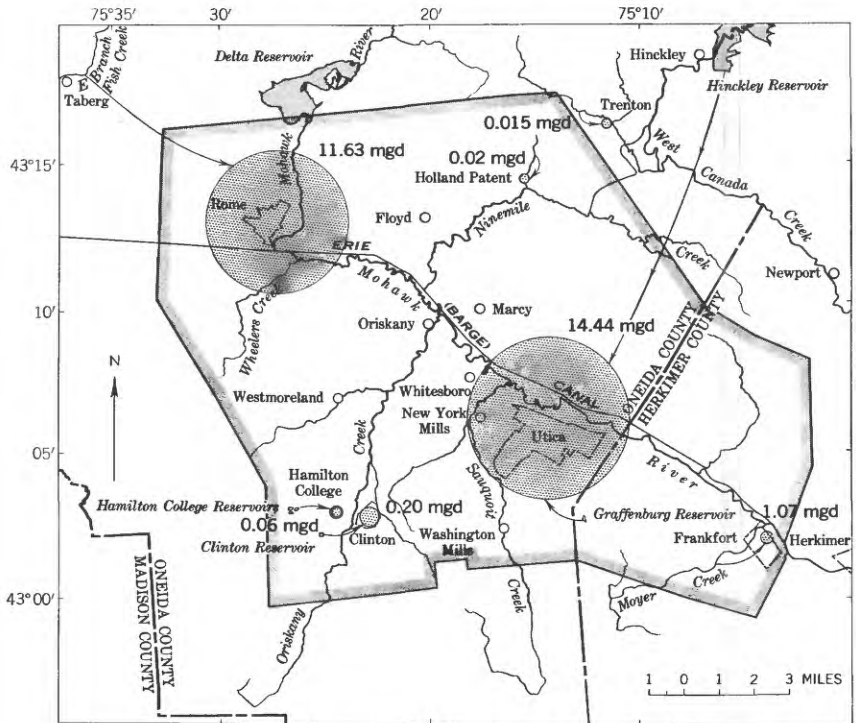 75°35′
30′
20′
75°10′
Branch
Fish Creek
E
Taberg
Delta Reservoir
River
Hinckley
Hinckley Reservoir
Trenton
0.015 mgd
West
Canada
Creek
43°15′
11.63 mgd
0.02 mgd
Holland Patent
Mohawk
Rome
Floyd
Ninemile
Creek
Newport
ERIE
Mohawk
(BARGE)
CANAL
10′
Wheelers Creek
Oriskany
Marcy
14.44 mgd
ONEIDA COUNTY
HERKIMER COUNTY
N
Westmoreland
Whitesboro
New York
Mills
Utica
05′
Creek
Sauquoit
River
Hamilton
College
Hamilton College Reservoirs
0.06 mgd
0.20 mgd
Clinton Reservoir
Clinton
Washington
Mills
Graffenburg Reservoir
1.07 mgd
Frankfort
Herkimer
43°00′
ONEIDA COUNTY
MADISON COUNTY
Oriskany
Creek
Moyer
Creek
1 0 1 2 3 MILES